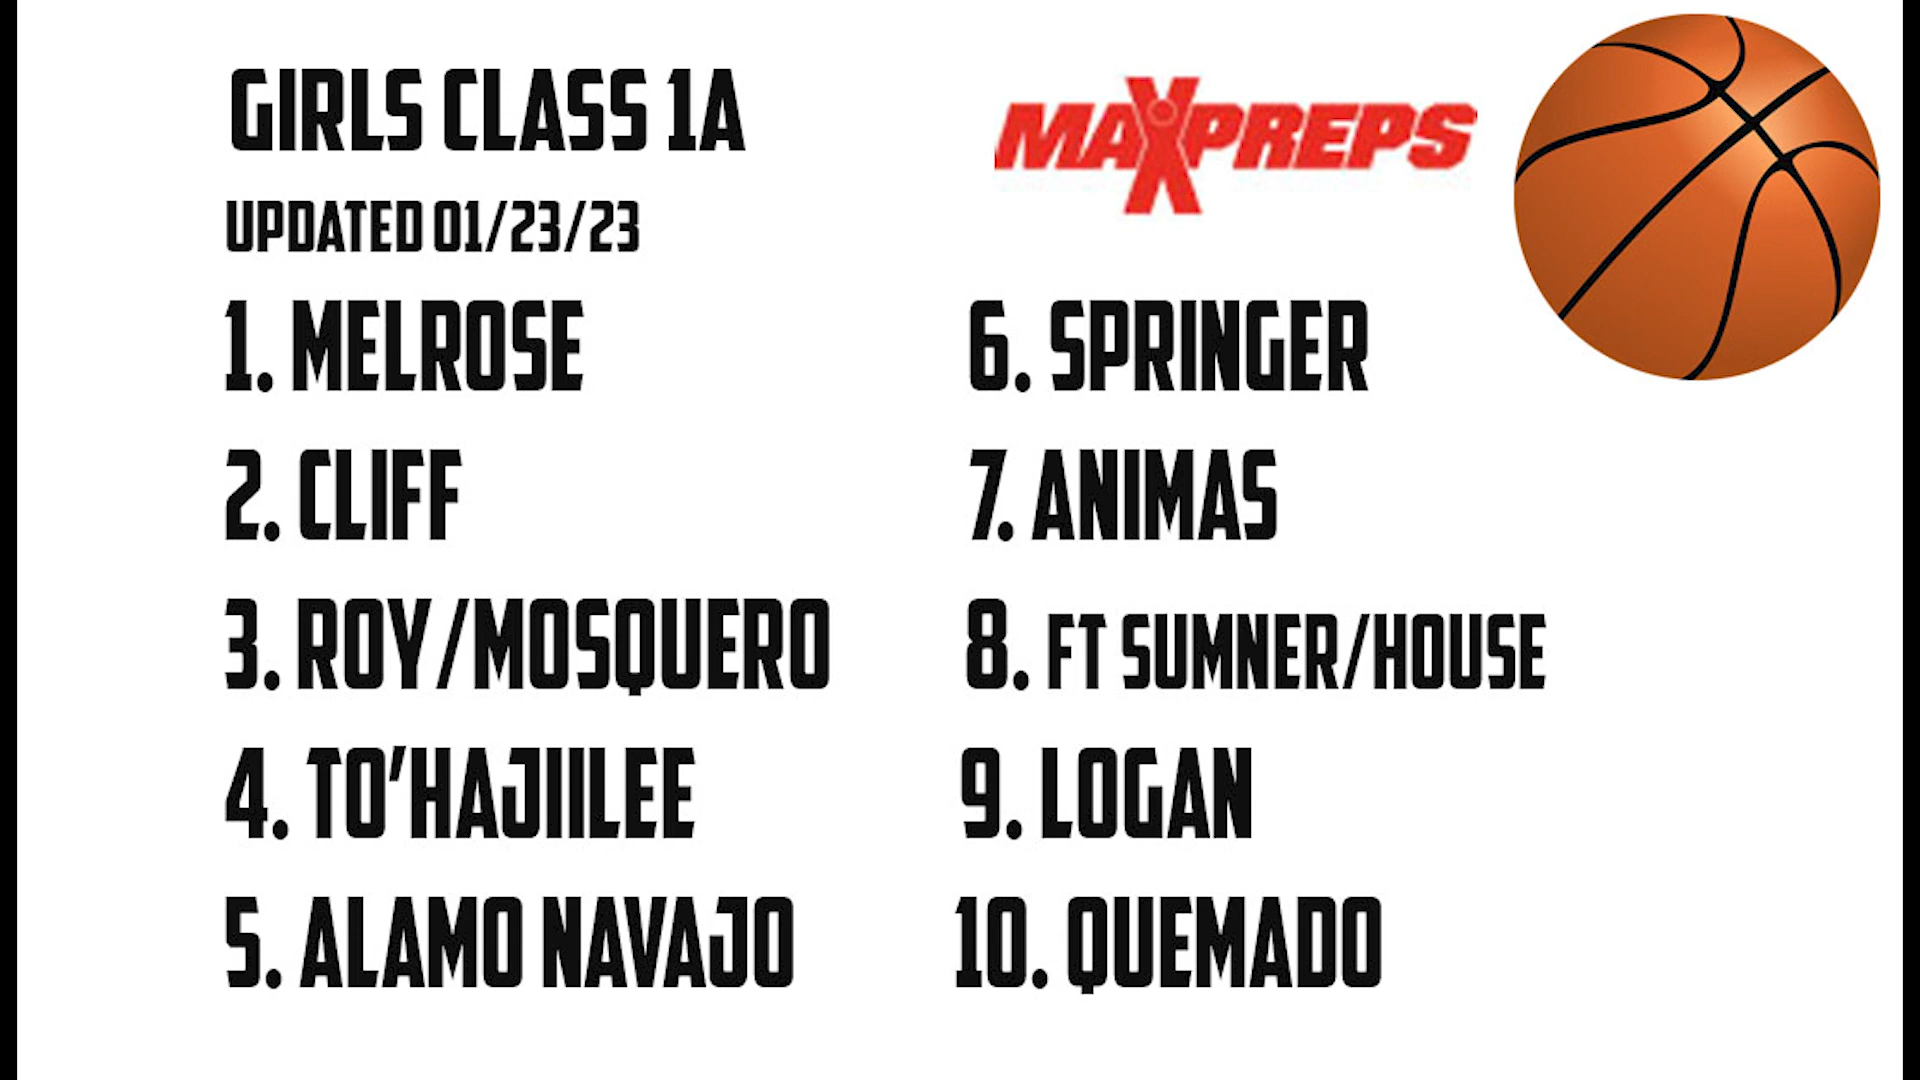 GIRLS CLASS 1A
MAXPREPS
UPDATED 01/23/23
1. MELROSE
2. CLIFF
3. ROY/MOSQUERO
4. TO'HAJIILEE
5. ALAMO NAVAJO
6. SPRINGER
7. ANIMAS
8. FT SUMNER/HOUSE
9. LOGAN
10. QUEMADO